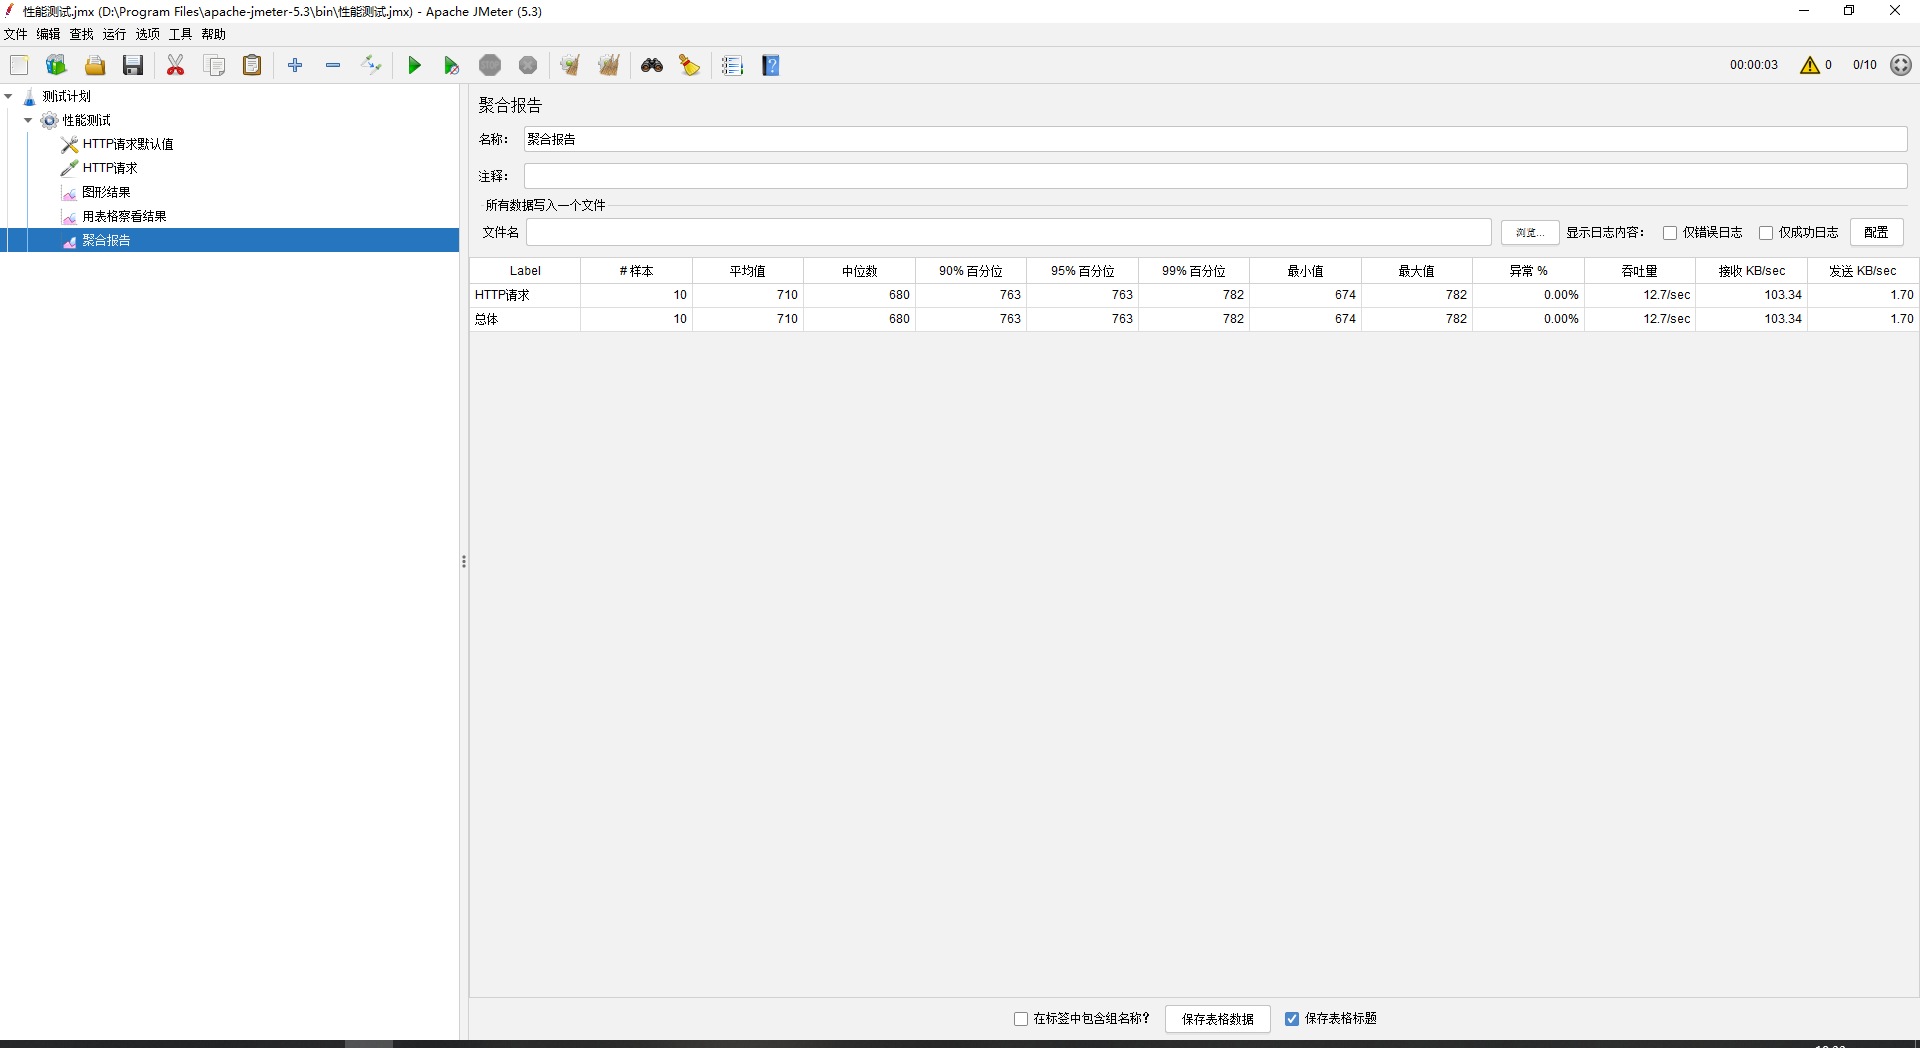 性能测试.jmx (D:\Program Files\apache-jmeter-5.3\bin\性能测试.jmx) - Apache JMeter (5.3)
文件 编辑 查找 运行 选项 工具 帮助
00:00:03 0 0/10
测试计划
性能测试
HTTP请求默认值
HTTP请求
图形结果
用表格察看结果
聚合报告
聚合报告
名称： 聚合报告
注释：
所有数据写入一个文件
文件名 浏览... 显示日志内容： 仅错误日志 仅成功日志 配置
Label # 样本 平均值 中位数 90% 百分位 95% 百分位 99% 百分位 最小值 最大值 异常 % 吞吐量 接收 KB/sec 发送 KB/sec
HTTP请求 10 710 680 763 763 782 674 782 0.00% 12.7/sec 103.34 1.70
总体 10 710 680 763 763 782 674 782 0.00% 12.7/sec 103.34 1.70
在标签中包含组名称? 保存表格数据 保存表格标题